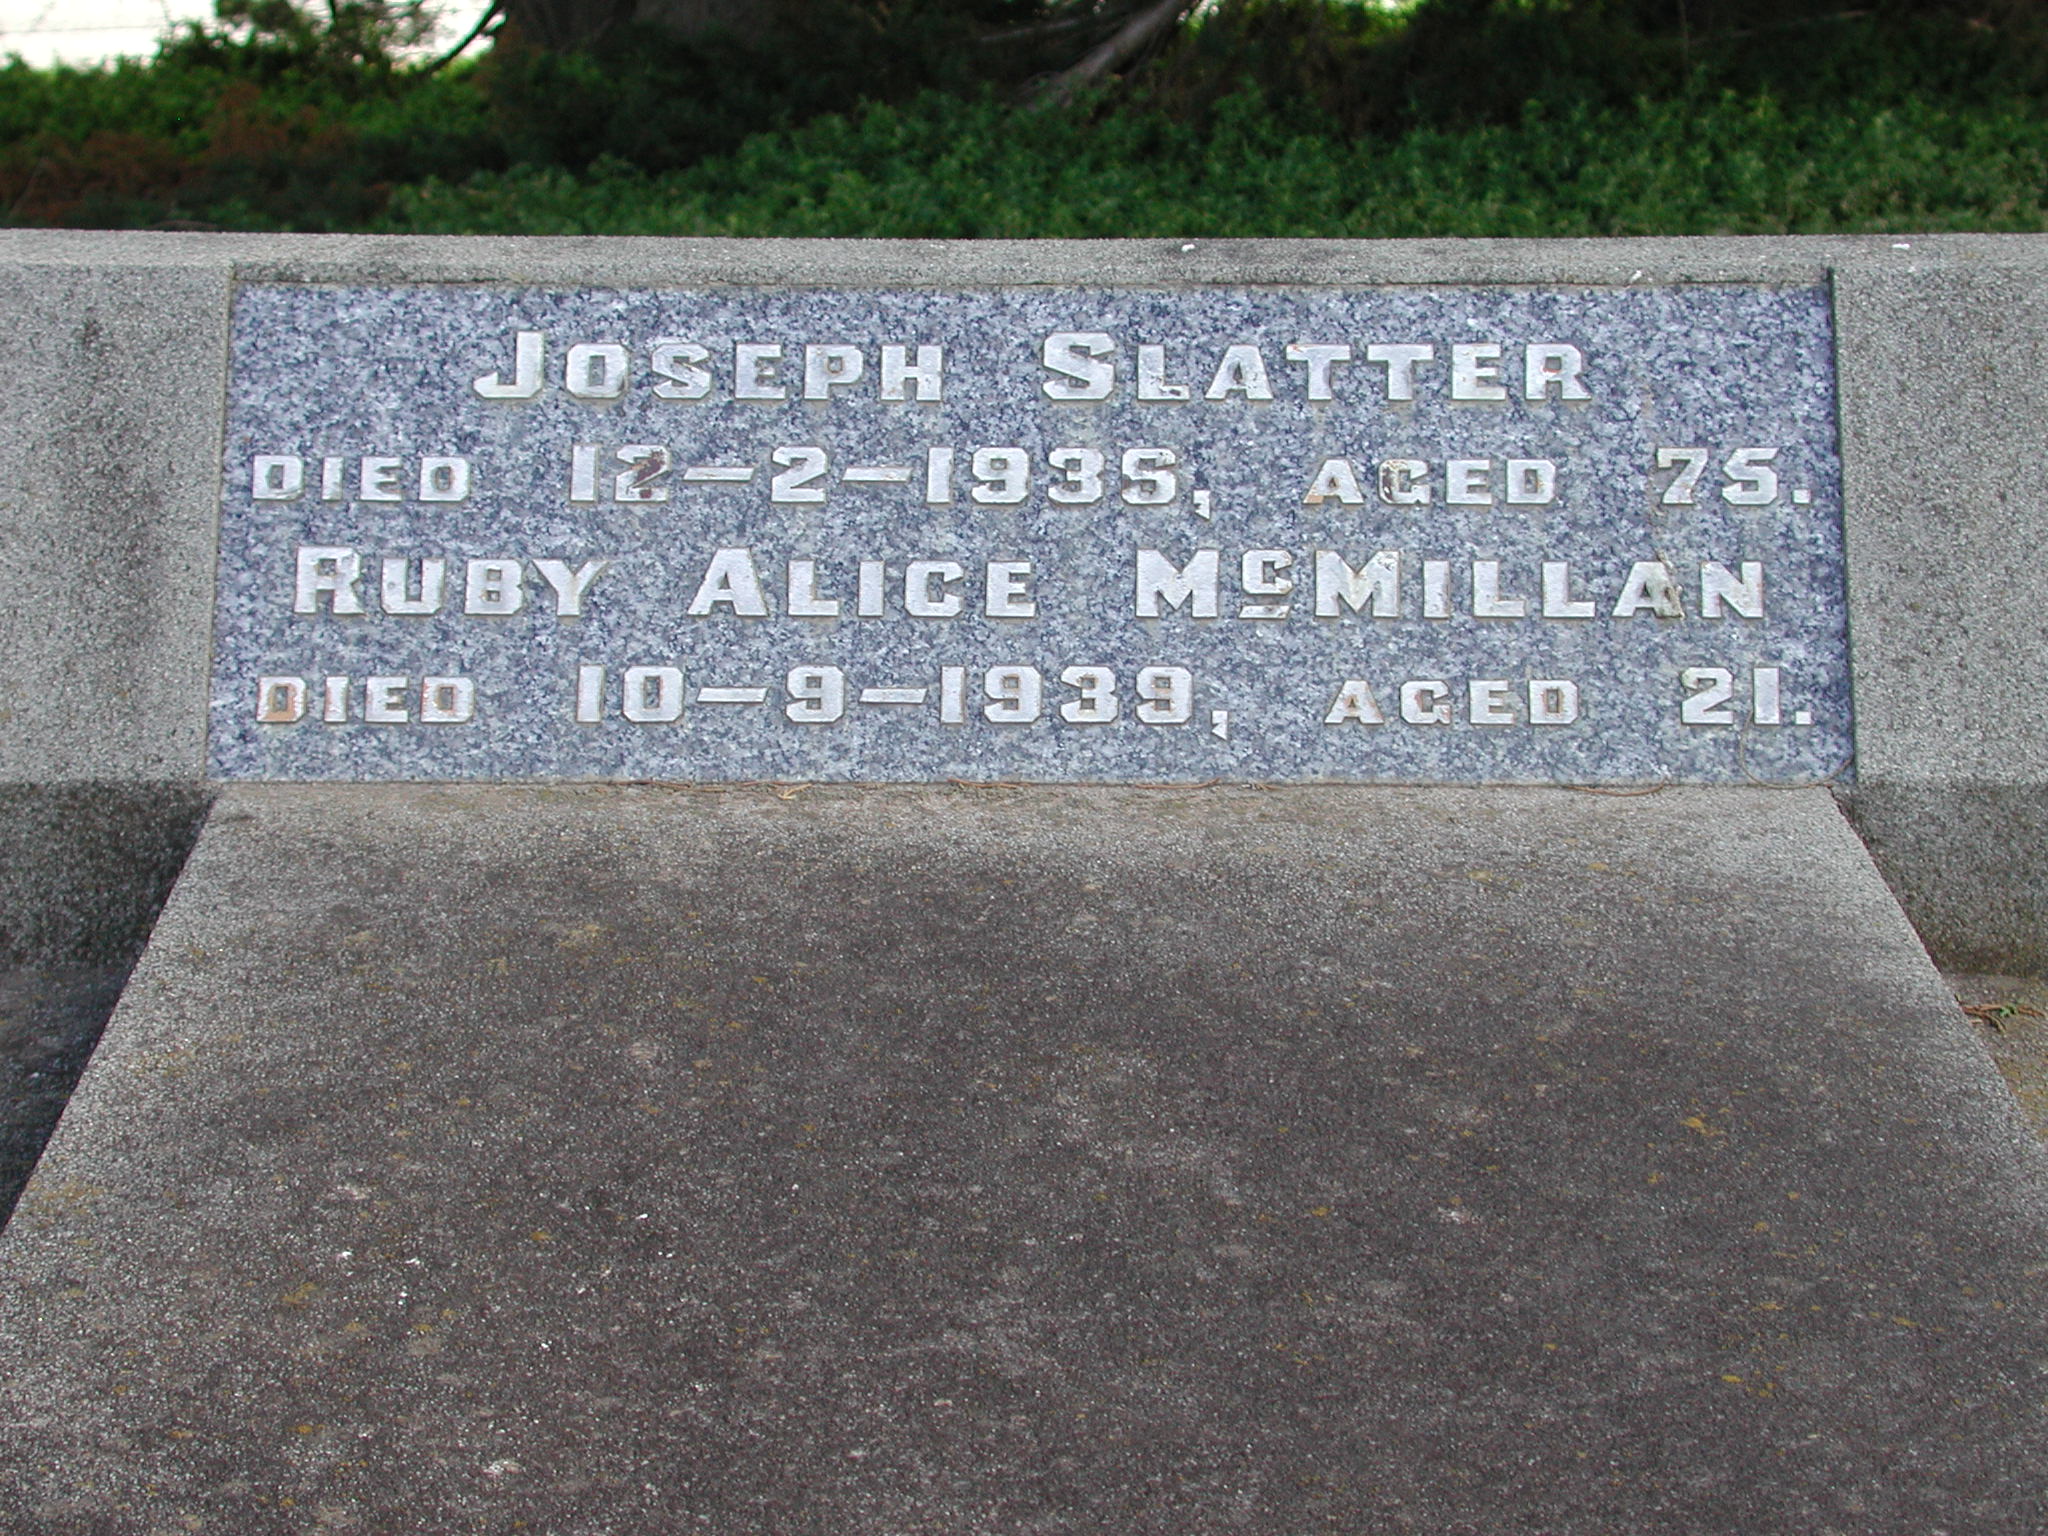 JOSEPH SLATTER
DIED 12-2-1935, AGED 75.
RUBY ALICE McMILLAN
DIED 10-9-1939, AGED 21.